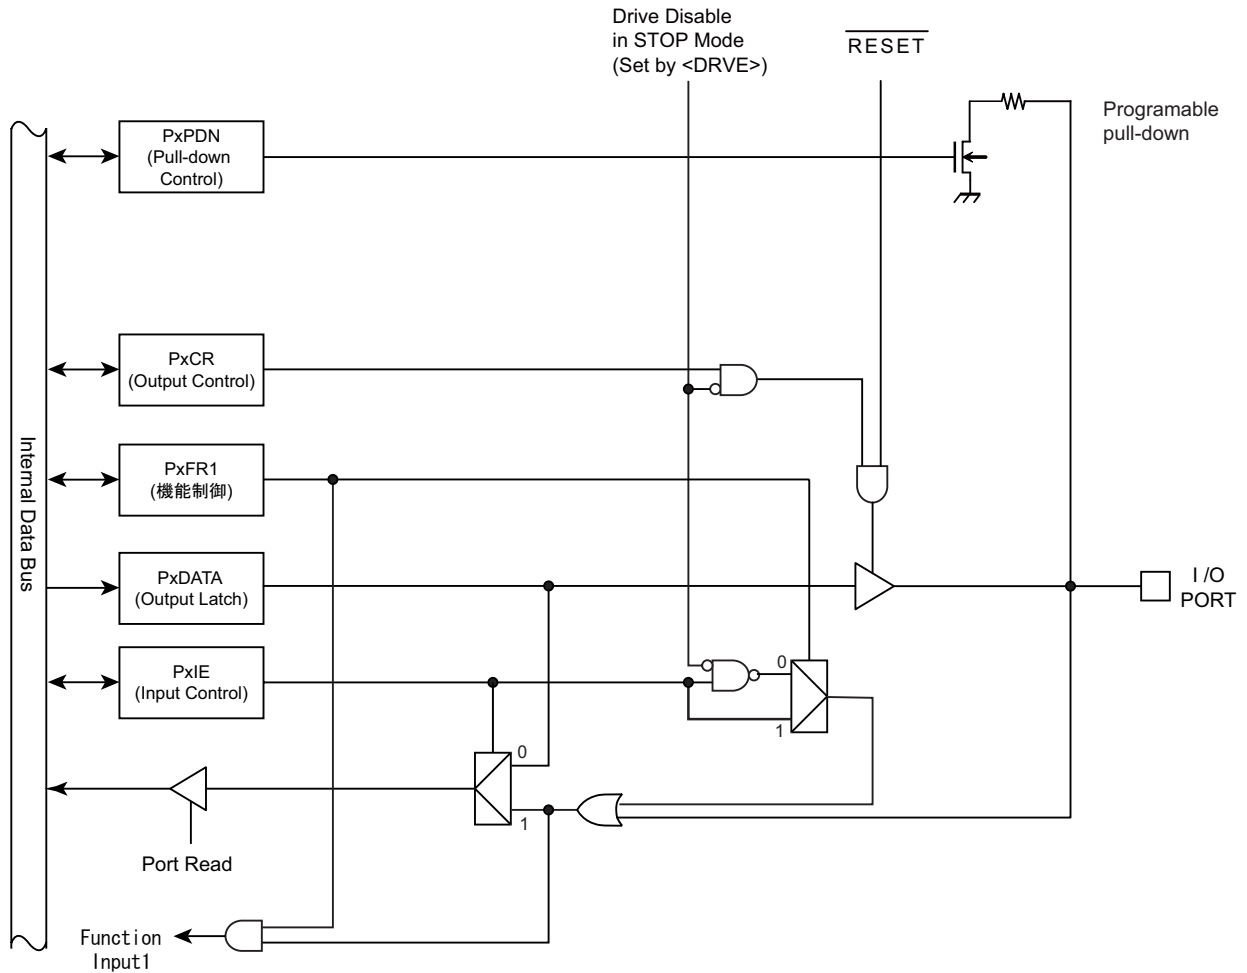 Drive Disable
in STOP Mode
(Set by <DRVE>)
RESET
Programable
pull-down
PxPDN
(Pull-down
Control)
PxCR
(Output Control)
PxFR1
(機能制御)
Internal Data Bus
PxDATA
(Output Latch)
I /O
PORT
PxIE
(Input Control)
0
1
0
1
Port Read
Function
Input1